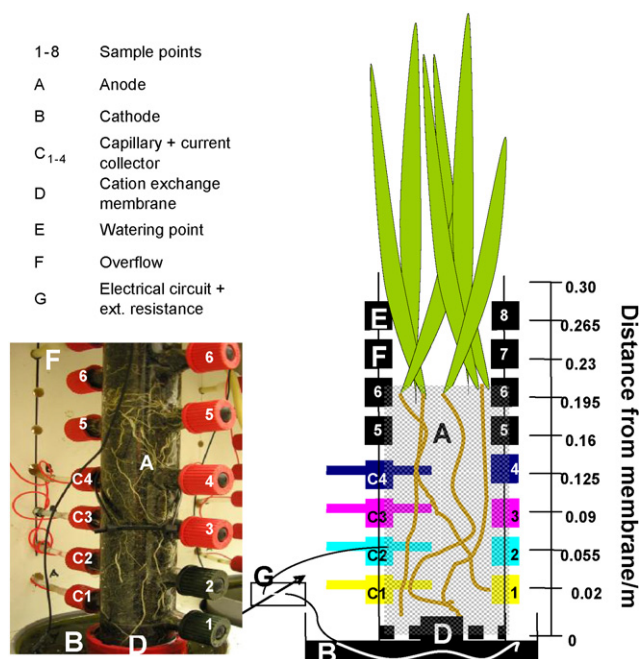 1-8 Sample points
A Anode
B Cathode
C1-4 Capillary + current
collector
D Cation exchange
membrane
E Watering point
F Overflow
G Electrical circuit +
ext. resistance
F
6 6
5 5
A
C4 4
C3 3
C2 2
A
C1 1
B D
0.30
E 8 0.265
F 7 0.23
6 6 0.195
A
5 5 0.16
C4 4 0.125
C3 3 0.09
C2 2 0.055
G
C1 1 0.02
D 0
B
Distance from membrane/m